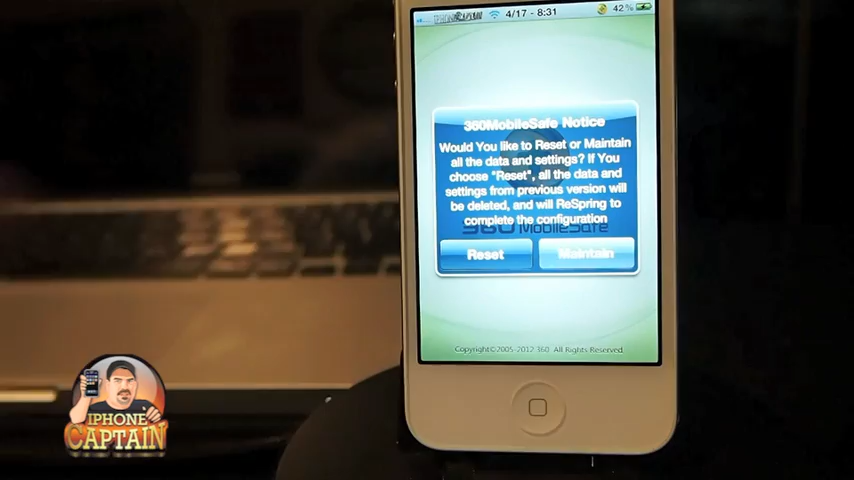 4/17 - 8:31
42%
360MobileSafe Notice
Would You like to Reset or Maintain
all the data and settings? If You
choose "Reset", all the data and
settings from previous version will
be deleted, and will ReSpring to
complete the configuration
360 MobileSafe
Reset
Maintain
Copyright©2005-2012 360 All Rights Reserved
IPHONE
CAPTAIN